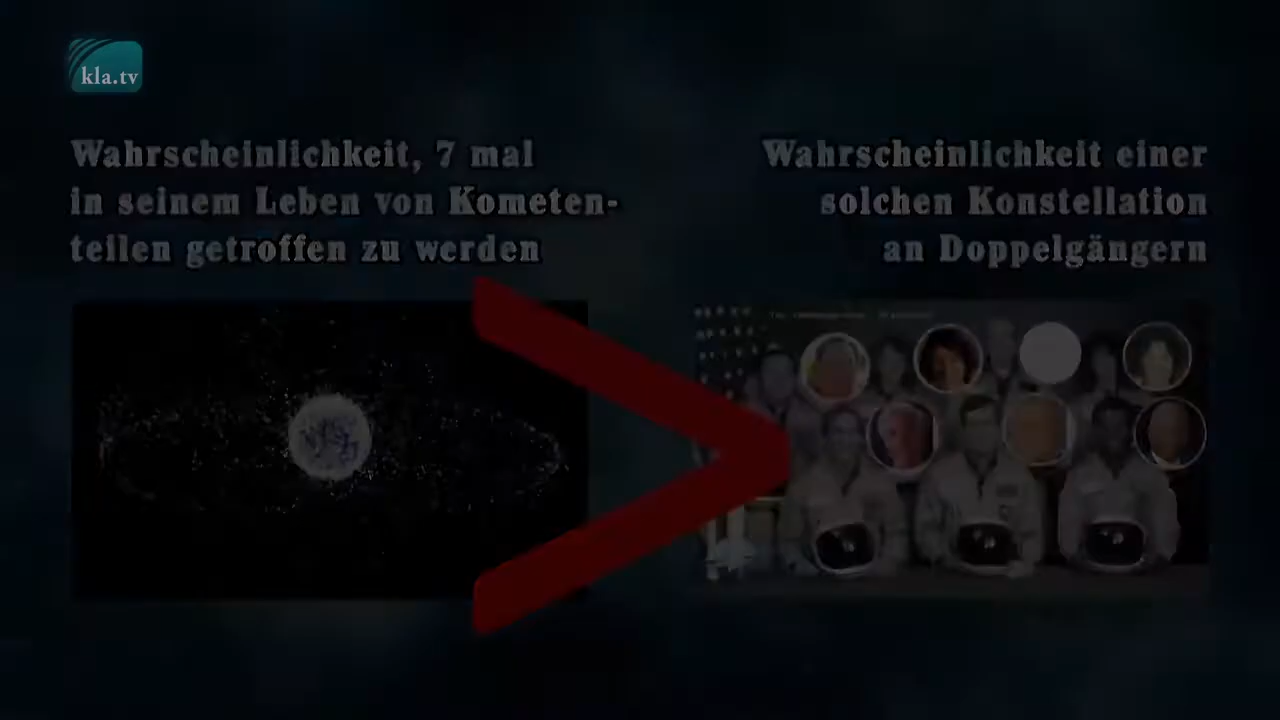 kla.tv
Wahrscheinlichkeit, 7 mal
in seinem Leben von Kometen-
teilen getroffen zu werden
Wahrscheinlichkeit einer
solchen Konstellation
an Doppelgängern